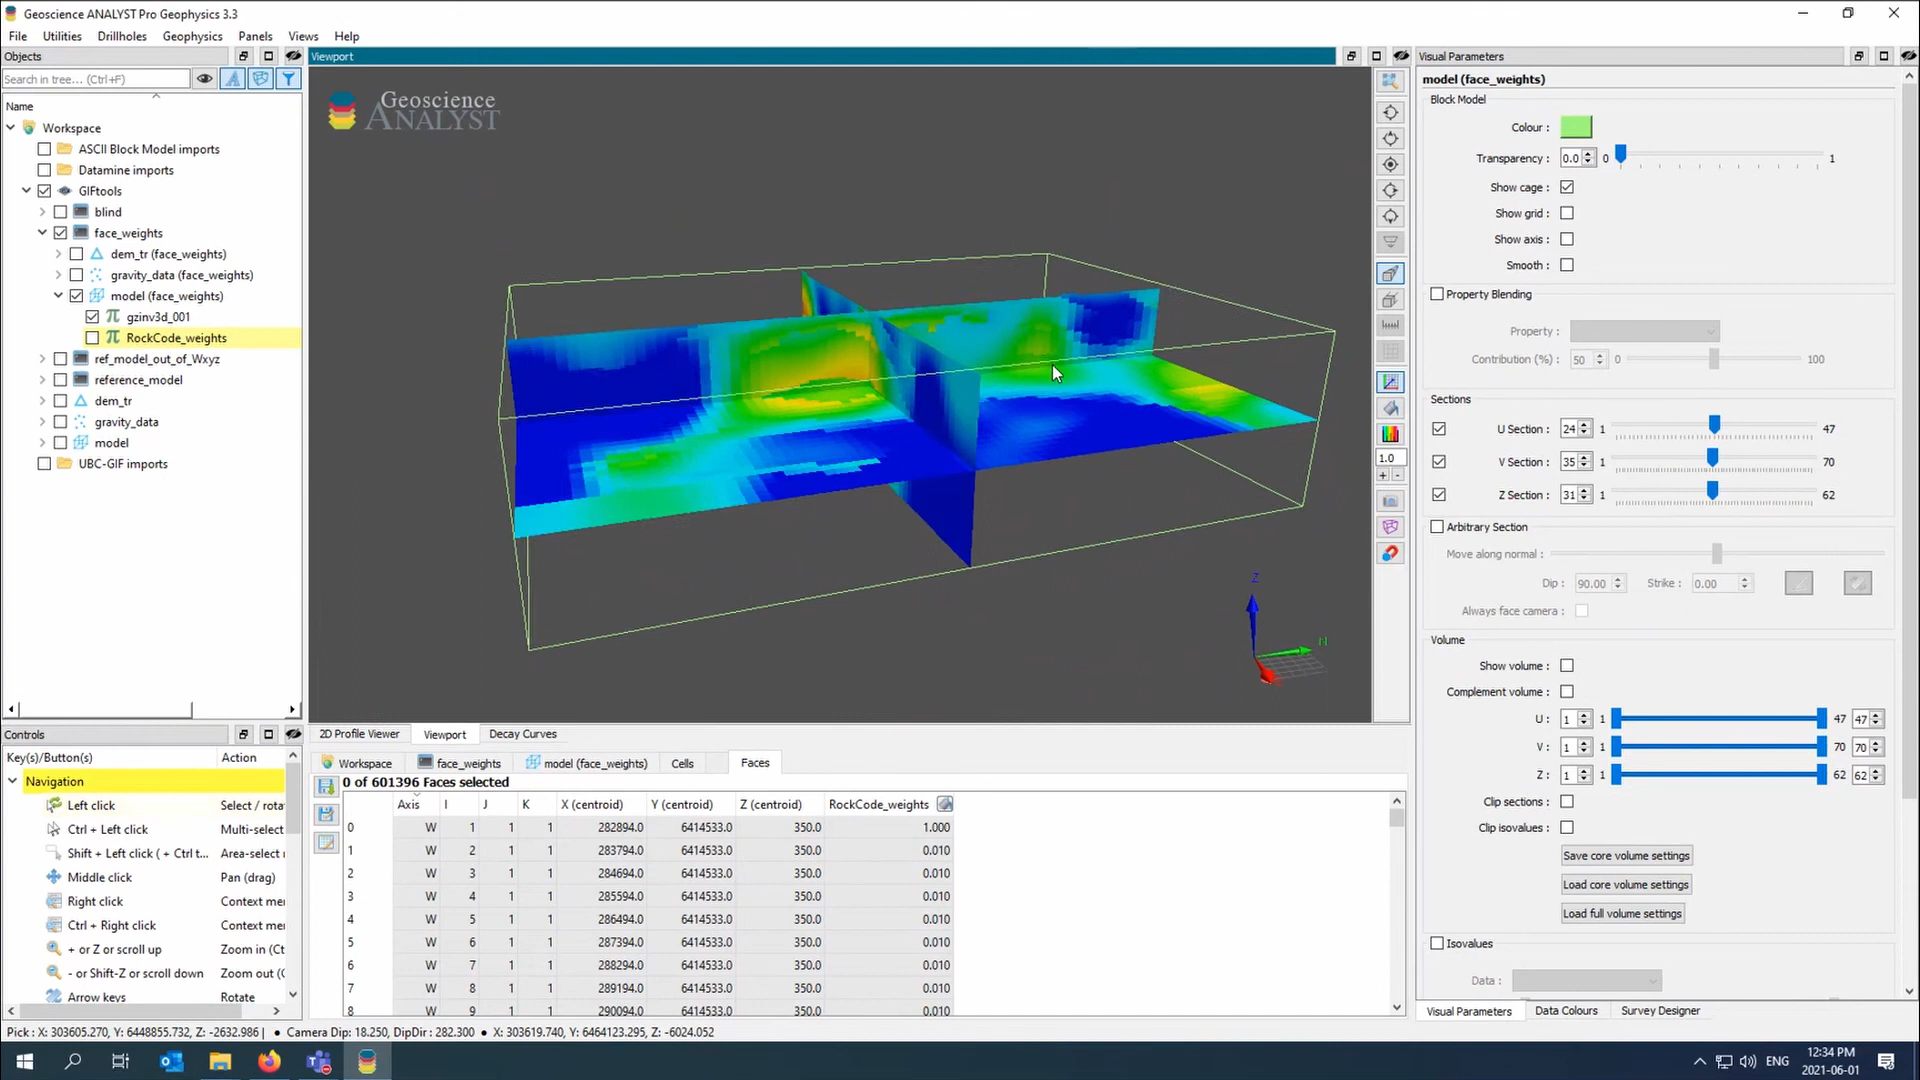 Geoscience ANALYST Pro Geophysics 3.3
File Utilities Drillholes Geophysics Panels Views Help
Objects
Search in tree... (Ctrl+F)
Name
Workspace
ASCII Block Model imports
Datamine imports
GIFtools
blind
face_weights
dem_tr (face_weights)
gravity_data (face_weights)
model (face_weights)
gzinv3d_001
RockCode_weights
ref_model_out_of_Wxyz
reference_model
dem_tr
gravity_data
model
UBC-GIF imports
Controls
Key(s)/Button(s) Action
Navigation
Left click Select / rota
Ctrl + Left click Multi-select
Shift + Left click ( + Ctrl t... Area-select
Middle click Pan (drag)
Right click Context me
Ctrl + Right click Context me
+ or Z or scroll up Zoom in (Ct
- or Shift-Z or scroll down Zoom out (
Arrow keys Rotate
Viewport
Geoscience
ANALYST
Z
N
1.0
+ -
2D Profile Viewer Viewport Decay Curves
Workspace face_weights model (face_weights) Cells Faces
0 of 601396 Faces selected
Axis I J K X (centroid) Y (centroid) Z (centroid) RockCode_weights
0 W 1 1 1 282894.0 6414533.0 350.0 1.000
1 W 2 1 1 283794.0 6414533.0 350.0 0.010
2 W 3 1 1 284694.0 6414533.0 350.0 0.010
3 W 4 1 1 285594.0 6414533.0 350.0 0.010
4 W 5 1 1 286494.0 6414533.0 350.0 0.010
5 W 6 1 1 287394.0 6414533.0 350.0 0.010
6 W 7 1 1 288294.0 6414533.0 350.0 0.010
7 W 8 1 1 289194.0 6414533.0 350.0 0.010
8 W 9 1 1 290094.0 6414533.0 350.0 0.010
Visual Parameters
model (face_weights)
Block Model
Colour :
Transparency : 0.0 0 1
Show cage :
Show grid :
Show axis :
Smooth :
Property Blending
Property :
Contribution (%) : 50 0 100
Sections
U Section : 24 1 47
V Section : 35 1 70
Z Section : 31 1 62
Arbitrary Section
Move along normal :
Dip : 90.00 Strike : 0.00
Always face camera :
Volume
Show volume :
Complement volume :
U : 1 1 47 47
V : 1 1 70 70
Z : 1 1 62 62
Clip sections :
Clip isovalues :
Save core volume settings
Load core volume settings
Load full volume settings
Isovalues
Data :
Visual Parameters Data Colours Survey Designer
Pick : X: 303605.270, Y: 6448855.732, Z: -2632.986 | • Camera Dip: 18.250, DipDir : 282.300 • X: 303619.740, Y: 6464123.295, Z: -6024.052
ENG
12:34 PM
2021-06-01